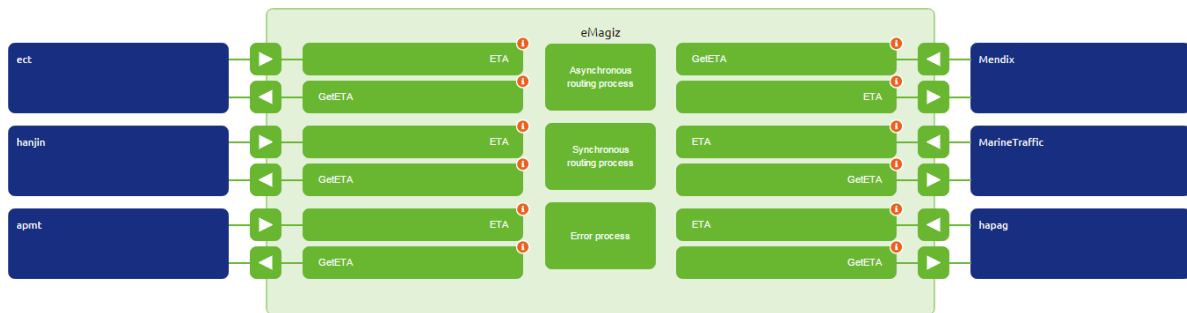 eMagiz
ect
ETA
GetETA
hanjin
ETA
GetETA
apmt
ETA
GetETA
Asynchronous
routing process
Synchronous
routing process
Error process
GetETA
ETA
Mendix
ETA
GetETA
MarineTraffic
ETA
GetETA
hapag